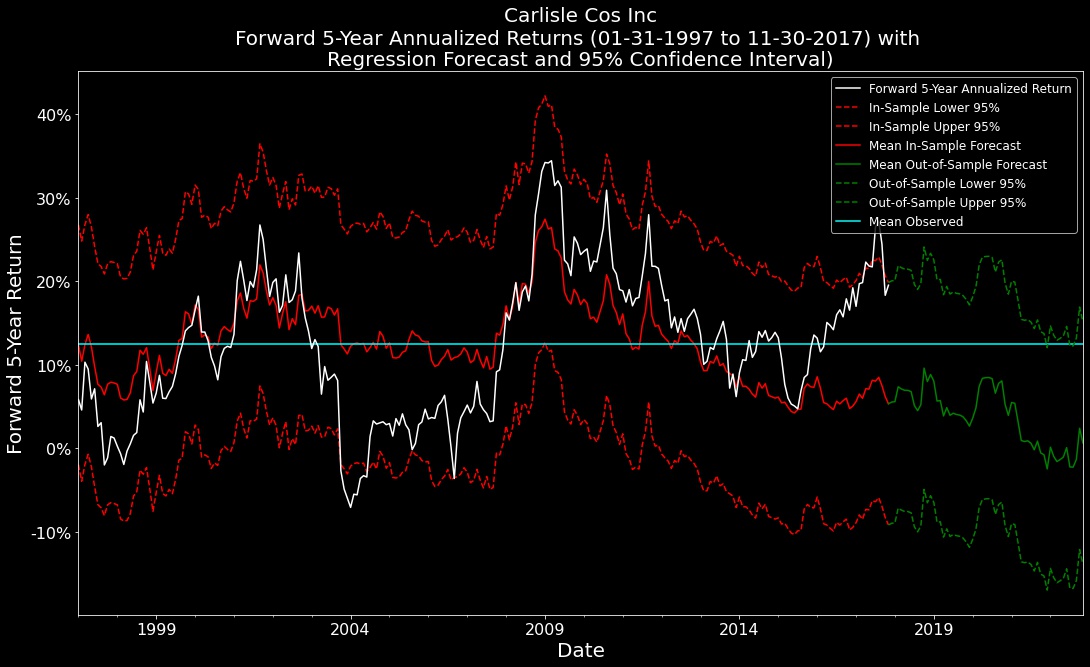 Carlisle Cos Inc
Forward 5-Year Annualized Returns (01-31-1997 to 11-30-2017) with
Regression Forecast and 95% Confidence Interval)
Forward 5-Year Annualized Return
In-Sample Lower 95%
In-Sample Upper 95%
Mean In-Sample Forecast
Mean Out-of-Sample Forecast
Out-of-Sample Lower 95%
Out-of-Sample Upper 95%
Mean Observed
Forward 5-Year Return
40%
30%
20%
10%
0%
-10%
1999
2004
2009
2014
2019
Date